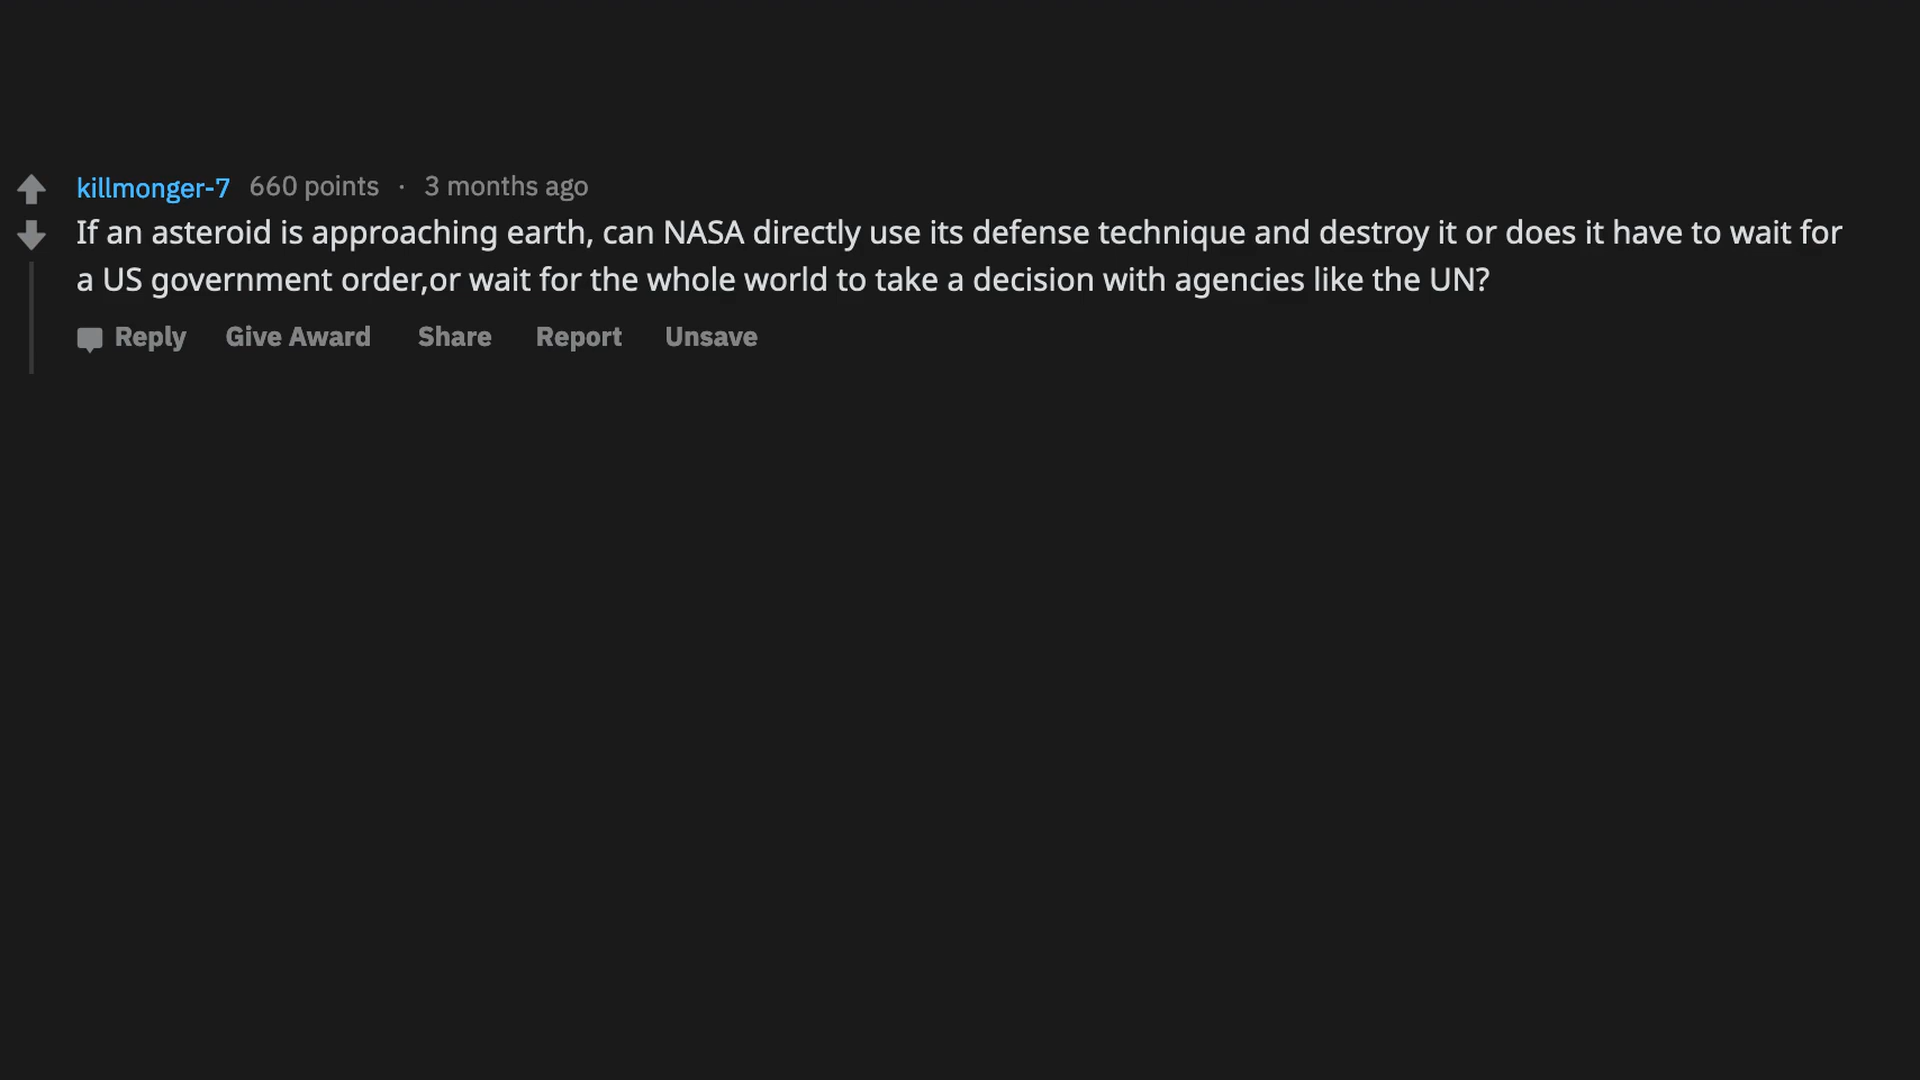 killmonger-7 660 points · 3 months ago
If an asteroid is approaching earth, can NASA directly use its defense technique and destroy it or does it have to wait for
a US government order,or wait for the whole world to take a decision with agencies like the UN?
Reply Give Award Share Report Unsave